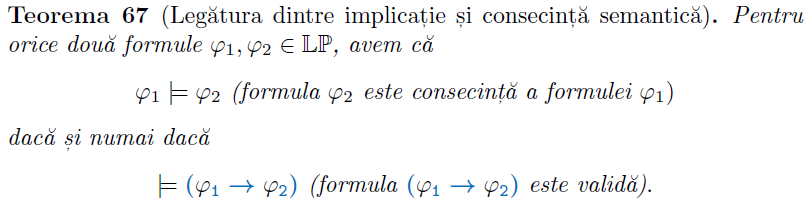 Teorema 67 (Legătura dintre implicație și consecință semantică). Pentru
orice două formule φ₁, φ₂ ∈ 𝕃ℙ, avem că
φ₁ ⊨ φ₂ (formula φ₂ este consecință a formulei φ₁)
dacă și numai dacă
⊨ (φ₁ → φ₂) (formula (φ₁ → φ₂) este validă).